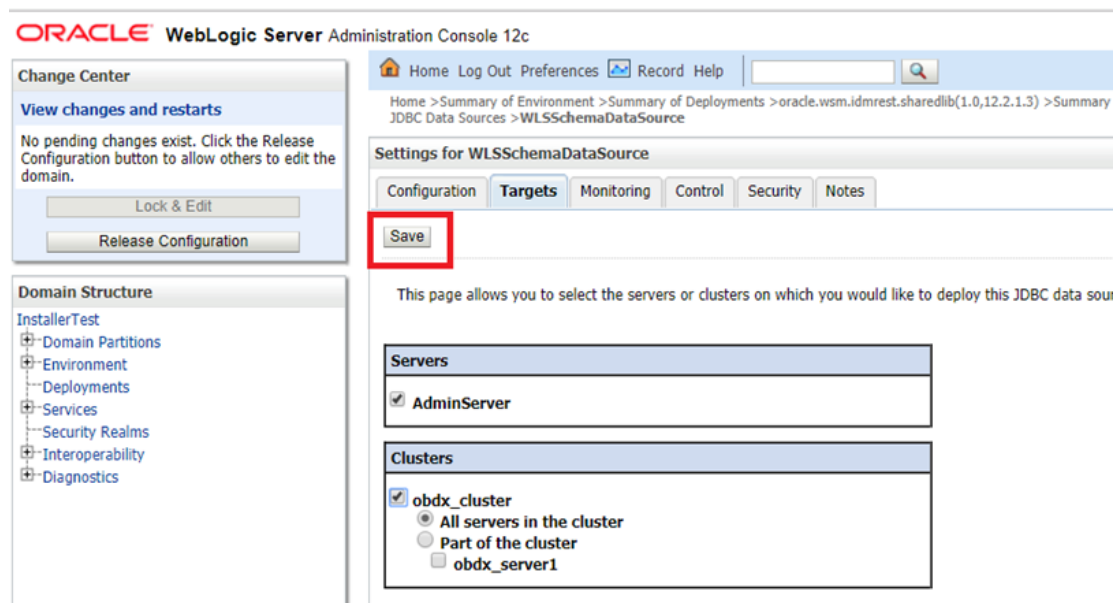 ORACLE WebLogic Server Administration Console 12c
Change Center
View changes and restarts
No pending changes exist. Click the Release
Configuration button to allow others to edit the
domain.
Lock & Edit
Release Configuration
Domain Structure
InstallerTest
Domain Partitions
Environment
Deployments
Services
Security Realms
Interoperability
Diagnostics
Home Log Out Preferences Record Help
Home >Summary of Environment >Summary of Deployments >oracle.wsm.idmrest.sharedlib(1.0,12.2.1.3) >Summary
JDBC Data Sources >WLSSchemaDataSource
Settings for WLSSchemaDataSource
Configuration Targets Monitoring Control Security Notes
Save
This page allows you to select the servers or clusters on which you would like to deploy this JDBC data sour
Servers
AdminServer
Clusters
obdx_cluster
All servers in the cluster
Part of the cluster
obdx_server1